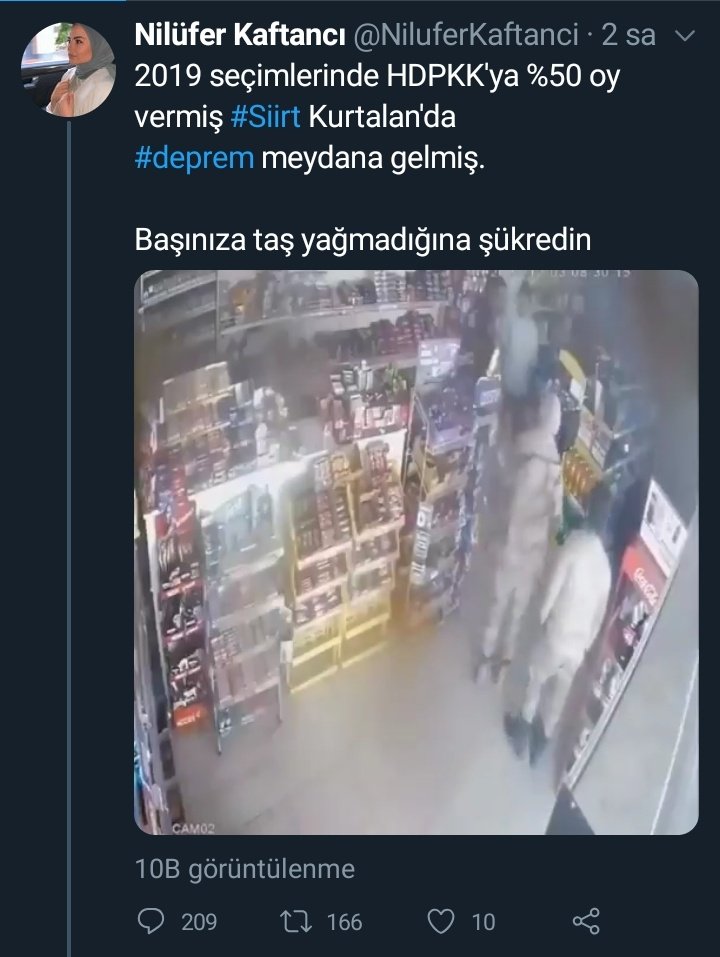 Nilüfer Kaftancı @NiluferKaftanci · 2 sa
2019 seçimlerinde HDPKK'ya %50 oy
vermiş #Siirt Kurtalan'da
#deprem meydana gelmiş.
Başınıza taş yağmadığına şükredin
CAM02
10B görüntülenme
209 166 10